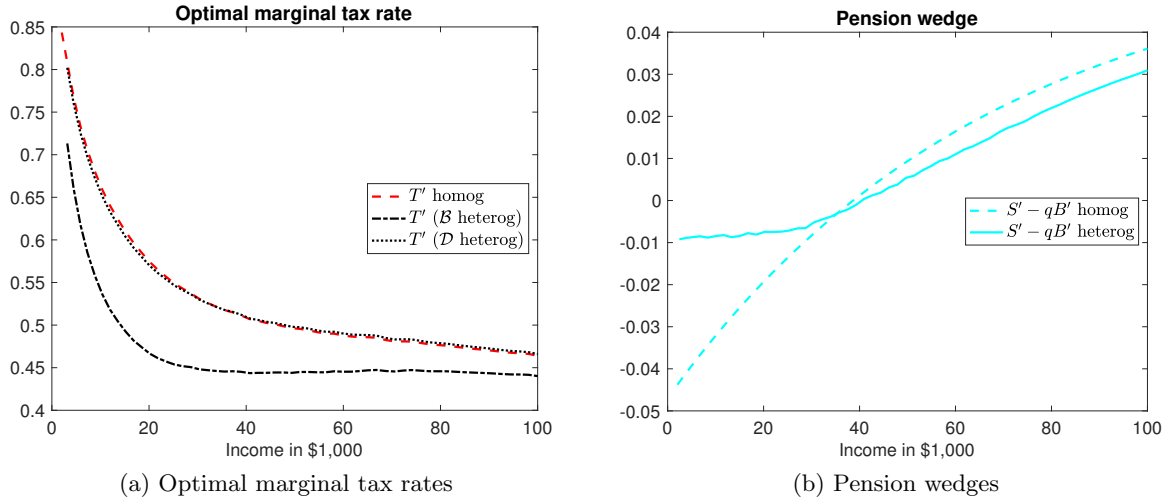 Optimal marginal tax rate
0.85
0.8
0.75
0.7
0.65
0.6
0.55
0.5
0.45
0.4
0 20 40 60 80 100
Income in $1,000
T′ homog
T′ (ℬ heterog)
T′ (𝒟 heterog)
(a) Optimal marginal tax rates
Pension wedge
0.04
0.03
0.02
0.01
0
-0.01
-0.02
-0.03
-0.04
-0.05
0 20 40 60 80 100
Income in $1,000
S′ − qB′ homog
S′ − qB′ heterog
(b) Pension wedges